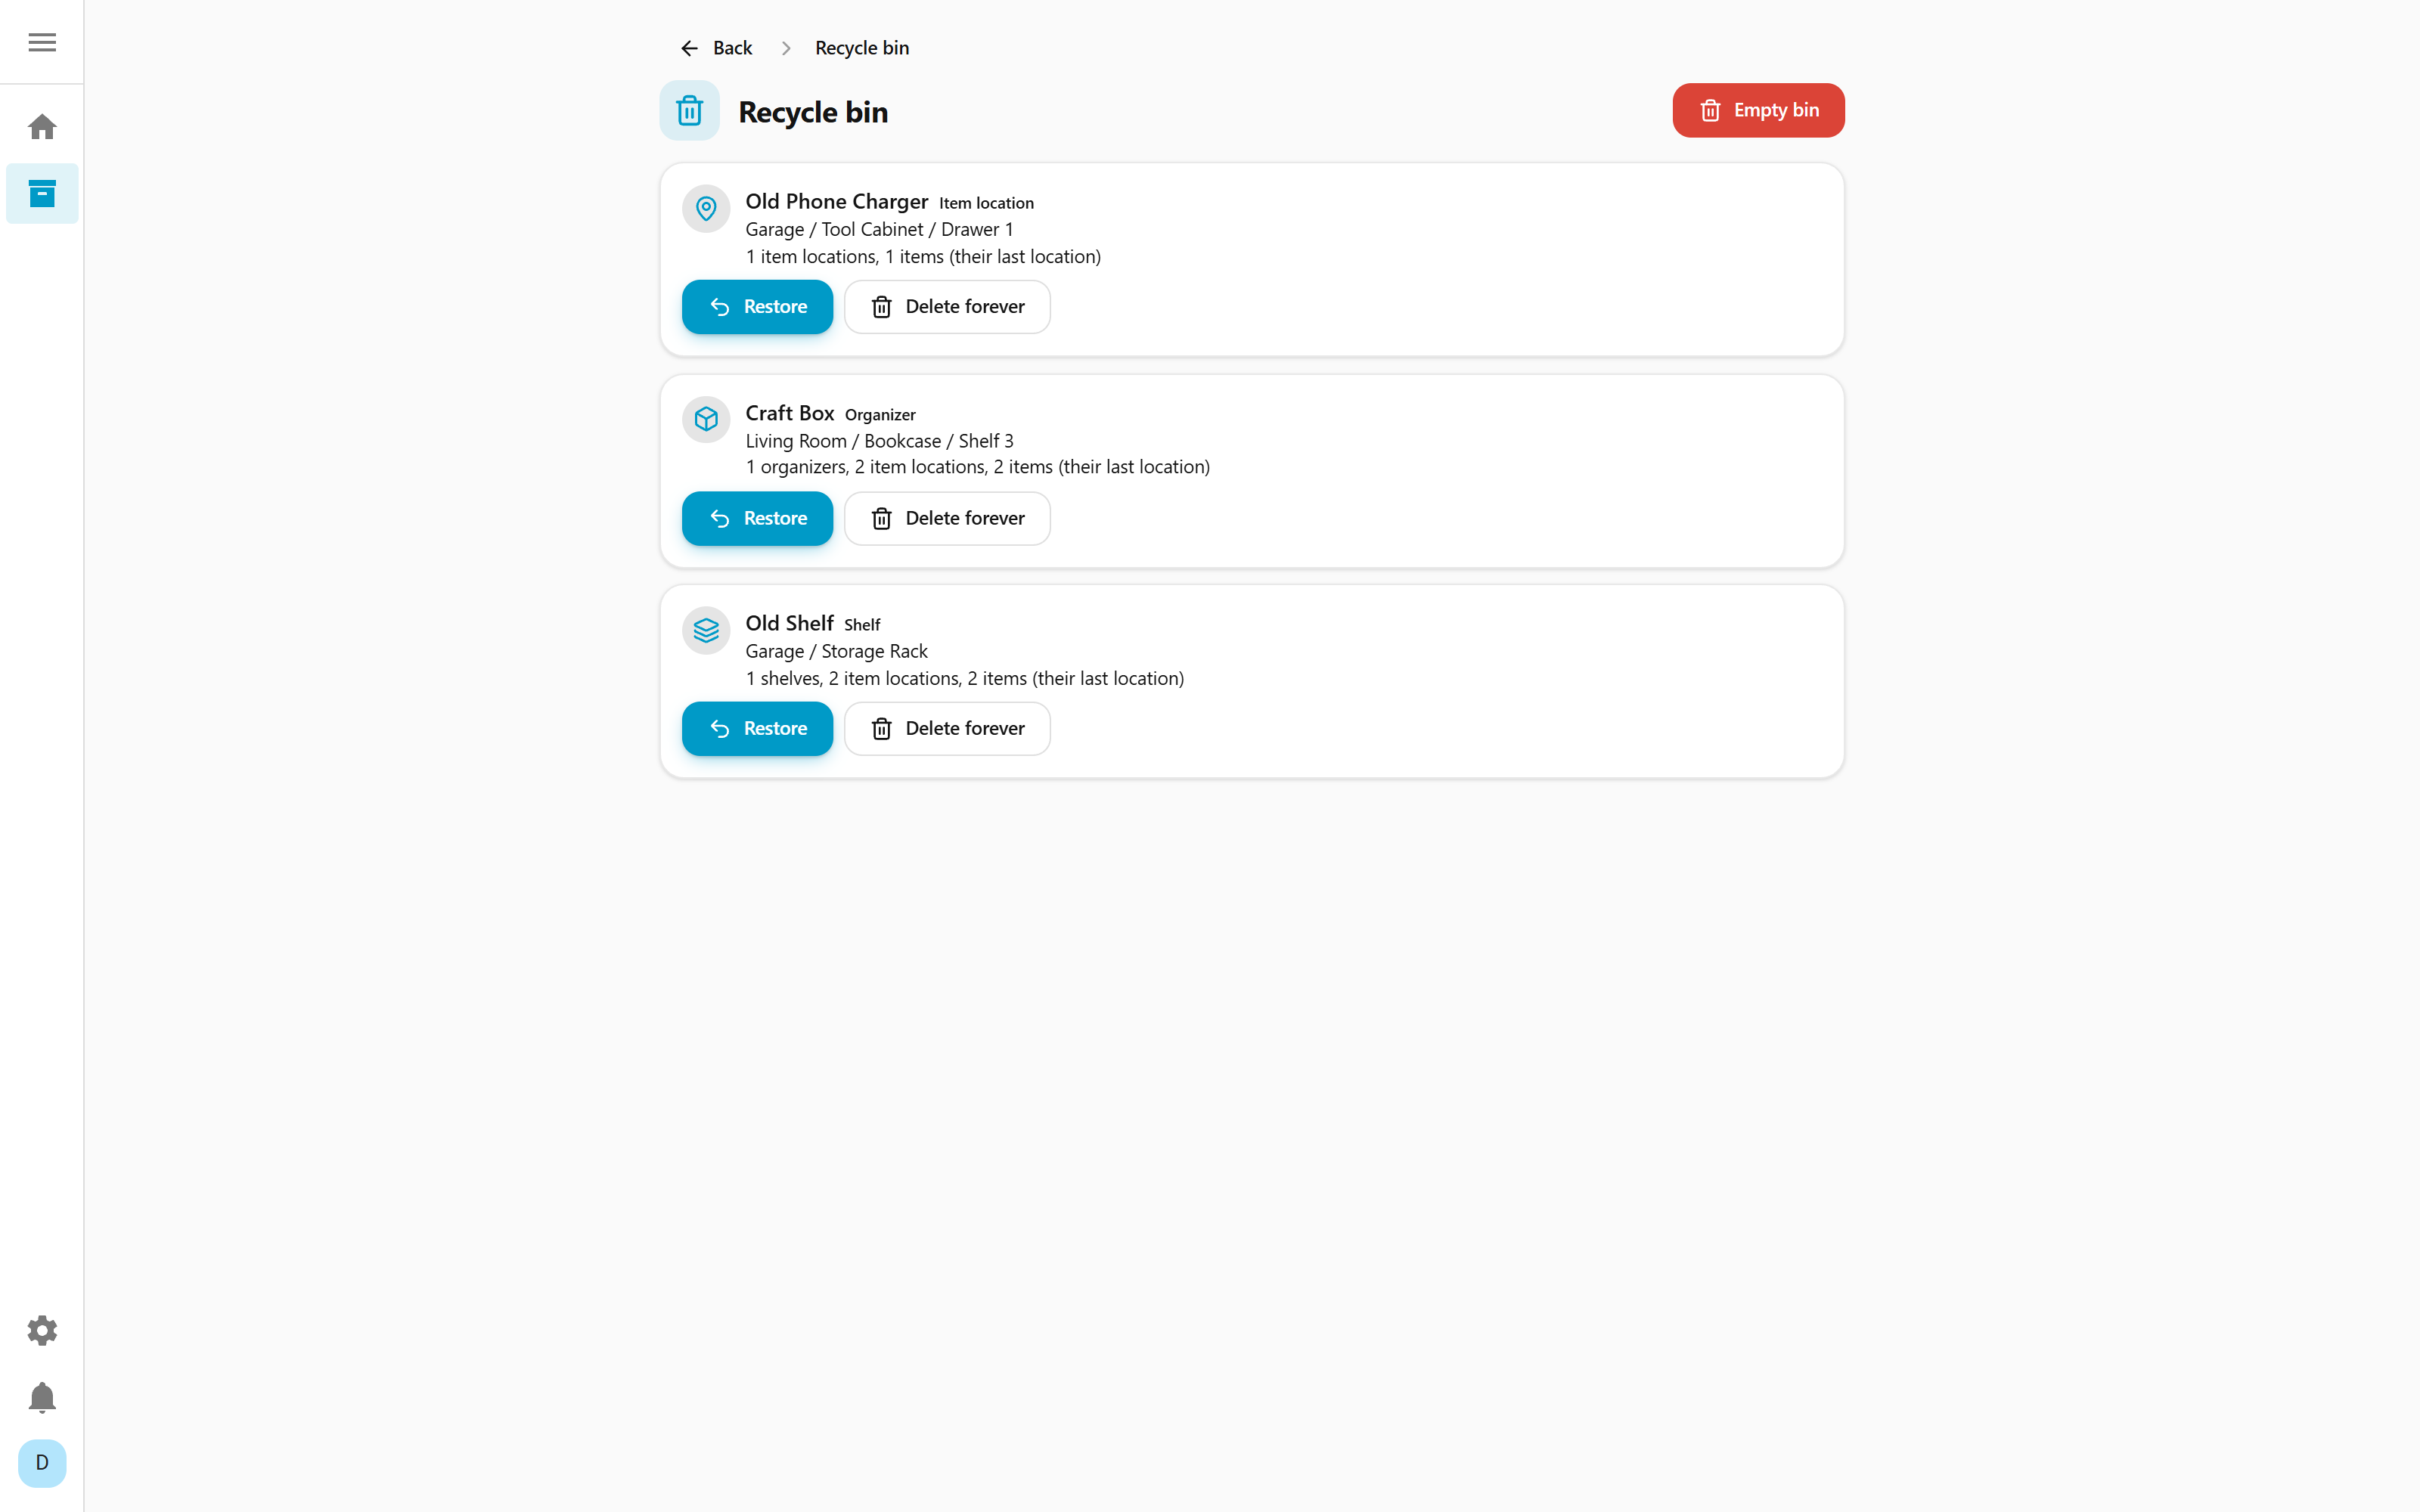 Back
Recycle bin
Recycle bin
Empty bin
Old Phone Charger Item location
Garage / Tool Cabinet / Drawer 1
1 item locations, 1 items (their last location)
Restore
Delete forever
Craft Box Organizer
Living Room / Bookcase / Shelf 3
1 organizers, 2 item locations, 2 items (their last location)
Restore
Delete forever
Old Shelf Shelf
Garage / Storage Rack
1 shelves, 2 item locations, 2 items (their last location)
Restore
Delete forever
D